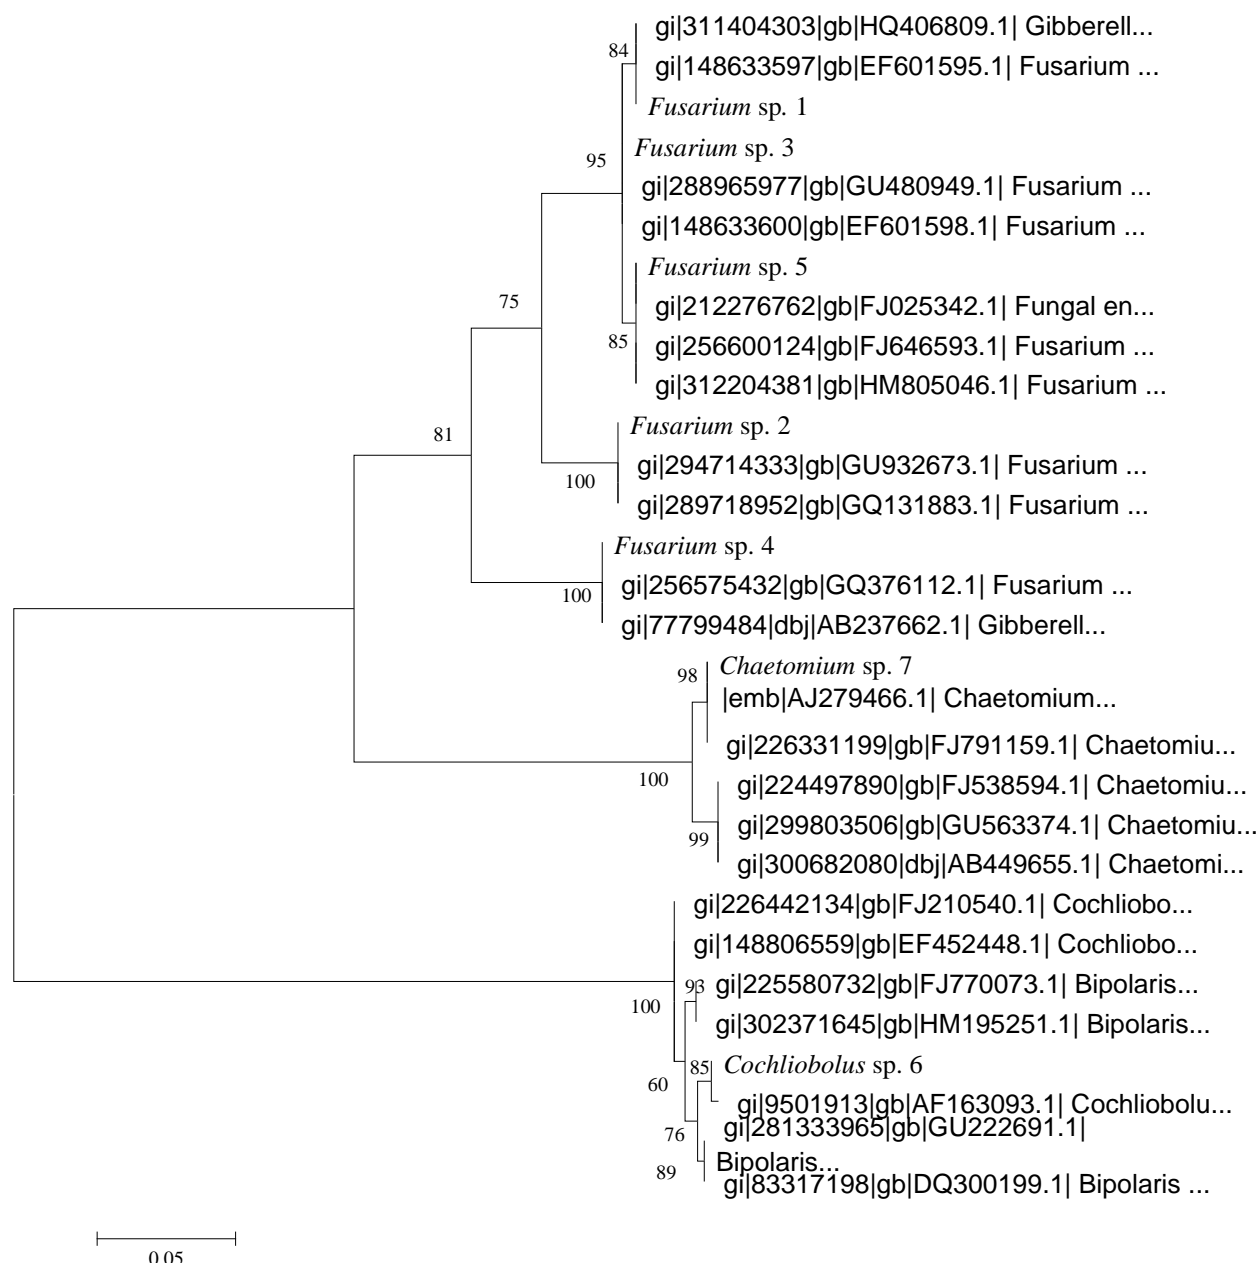 gi|311404303|gb|HQ406809.1| Gibberell...
84
gi|148633597|gb|EF601595.1| Fusarium ...
Fusarium sp. 1
Fusarium sp. 3
95
gi|288965977|gb|GU480949.1| Fusarium ...
gi|148633600|gb|EF601598.1| Fusarium ...
Fusarium sp. 5
75
gi|212276762|gb|FJ025342.1| Fungal en...
85
gi|256600124|gb|FJ646593.1| Fusarium ...
gi|312204381|gb|HM805046.1| Fusarium ...
Fusarium sp. 2
81
gi|294714333|gb|GU932673.1| Fusarium ...
100
gi|289718952|gb|GQ131883.1| Fusarium ...
Fusarium sp. 4
gi|256575432|gb|GQ376112.1| Fusarium ...
100
gi|77799484|dbj|AB237662.1| Gibberell...
Chaetomium sp. 7
98
|emb|AJ279466.1| Chaetomium...
gi|226331199|gb|FJ791159.1| Chaetomiu...
100
gi|224497890|gb|FJ538594.1| Chaetomiu...
gi|299803506|gb|GU563374.1| Chaetomiu...
99
gi|300682080|dbj|AB449655.1| Chaetomi...
gi|226442134|gb|FJ210540.1| Cochliobo...
gi|148806559|gb|EF452448.1| Cochliobo...
93
gi|225580732|gb|FJ770073.1| Bipolaris...
100
gi|302371645|gb|HM195251.1| Bipolaris...
Cochliobolus sp. 6
85
60
gi|9501913|gb|AF163093.1| Cochliobolu...
gi|281333965|gb|GU222691.1|
76
Bipolaris...
89
gi|83317198|gb|DQ300199.1| Bipolaris ...
0.05